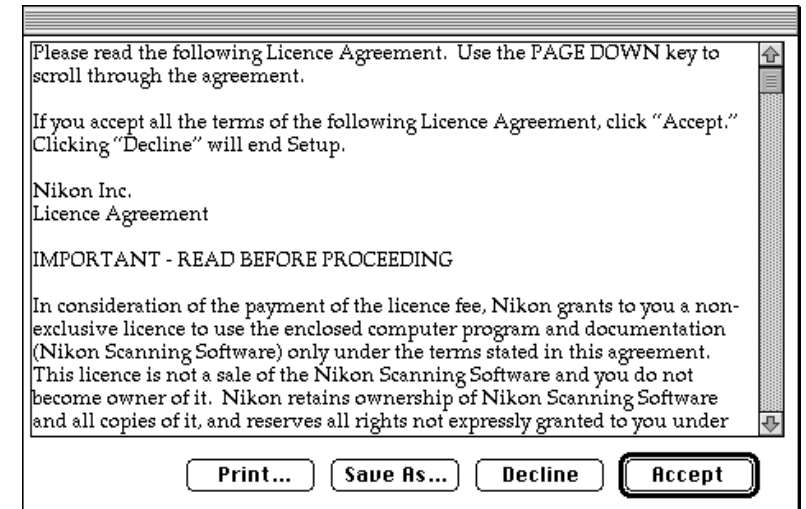 Please read the following Licence Agreement.  Use the PAGE DOWN key to
scroll through the agreement.
If you accept all the terms of the following Licence Agreement, click “Accept.”
Clicking “Decline” will end Setup.
Nikon Inc.
Licence Agreement
IMPORTANT - READ BEFORE PROCEEDING
In consideration of the payment of the licence fee, Nikon grants to you a non-
exclusive licence to use the enclosed computer program and documentation
(Nikon Scanning Software) only under the terms stated in this agreement.
This licence is not a sale of the Nikon Scanning Software and you do not
become owner of it.  Nikon retains ownership of Nikon Scanning Software
and all copies of it, and reserves all rights not expressly granted to you under
Print... Save As... Decline Accept